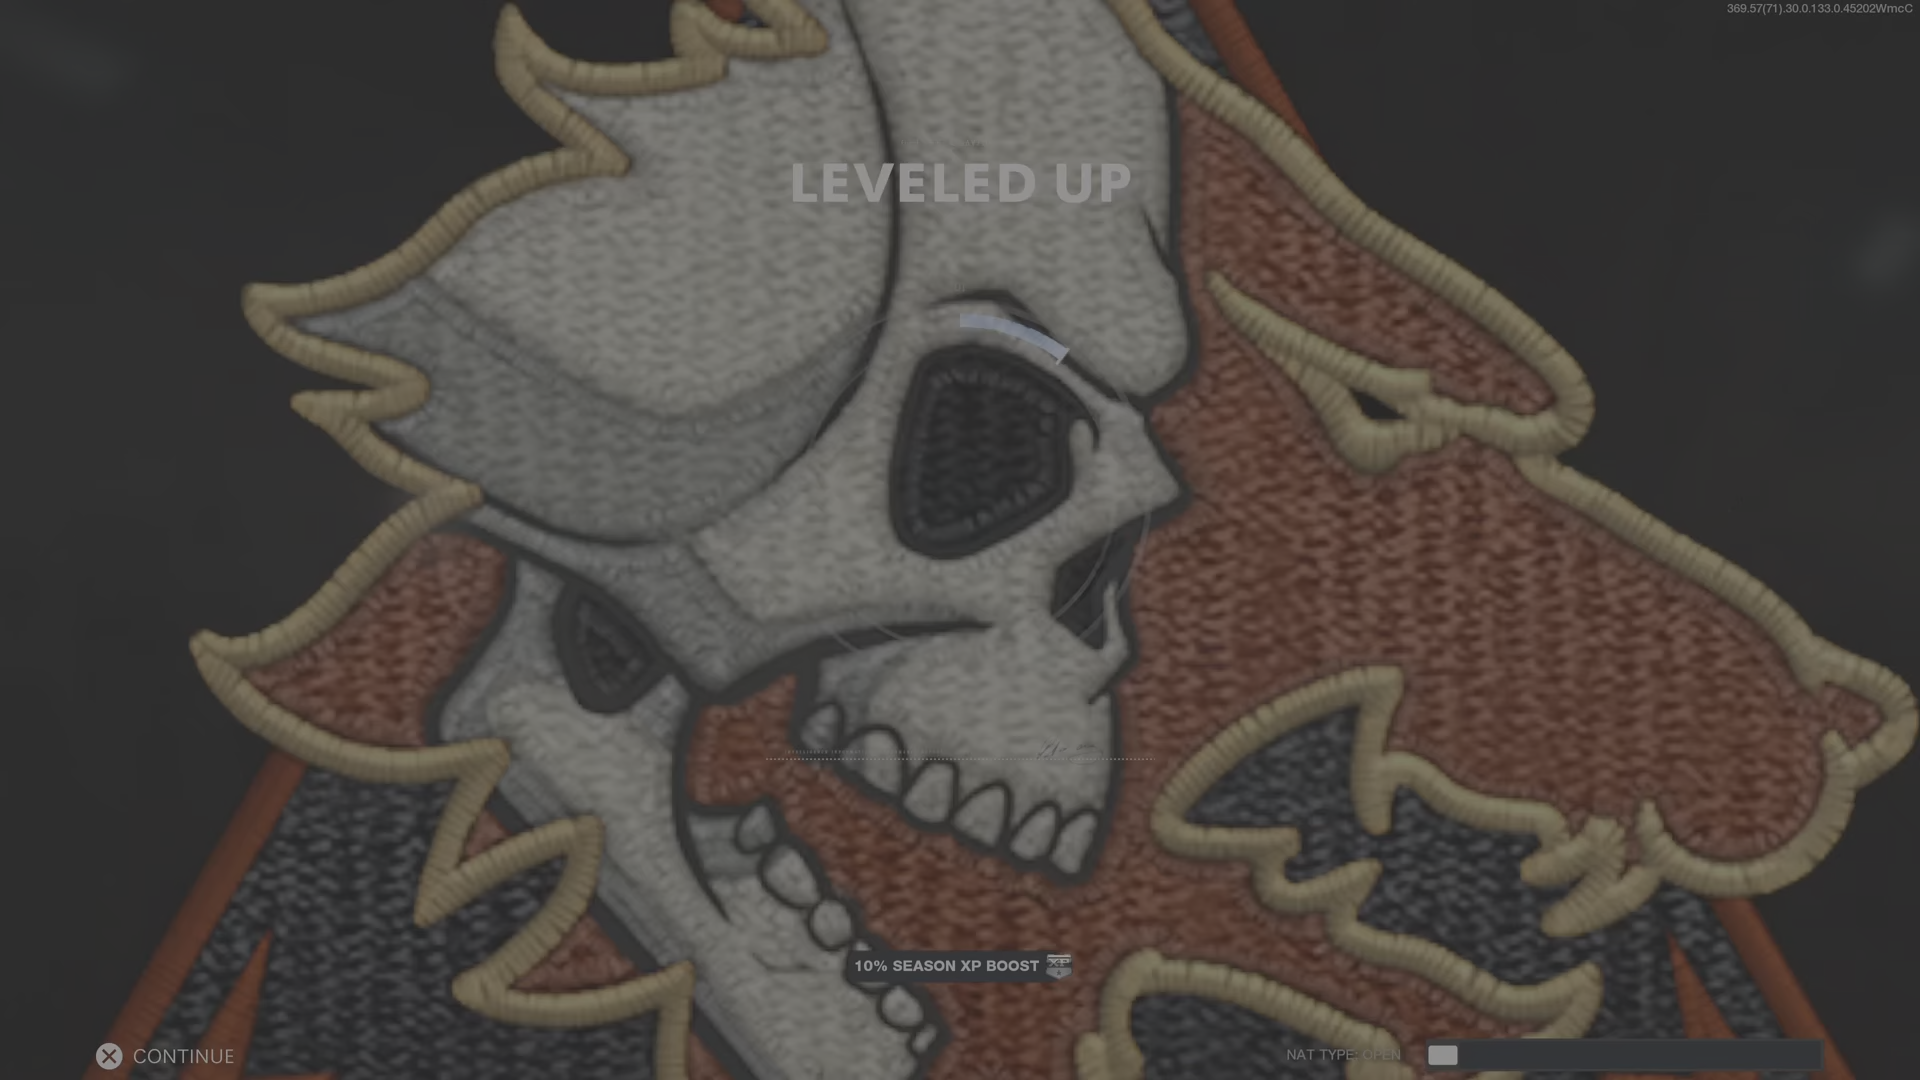 369.57(71).30.0.133.0.45202WmcC
LEVELED UP
10% SEASON XP BOOST XP
CONTINUE
NAT TYPE: OPEN